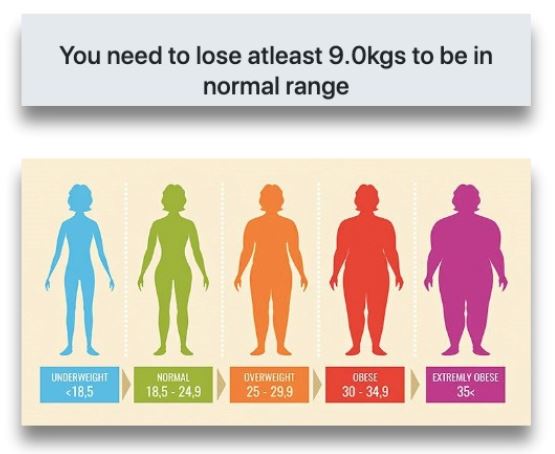 You need to lose atleast 9.0kgs to be in
normal range
UNDERWEIGHT
<18,5
NORMAL
18,5 - 24,9
OVERWEIGHT
25 - 29,9
OBESE
30 - 34,9
EXTREMLY OBESE
35<